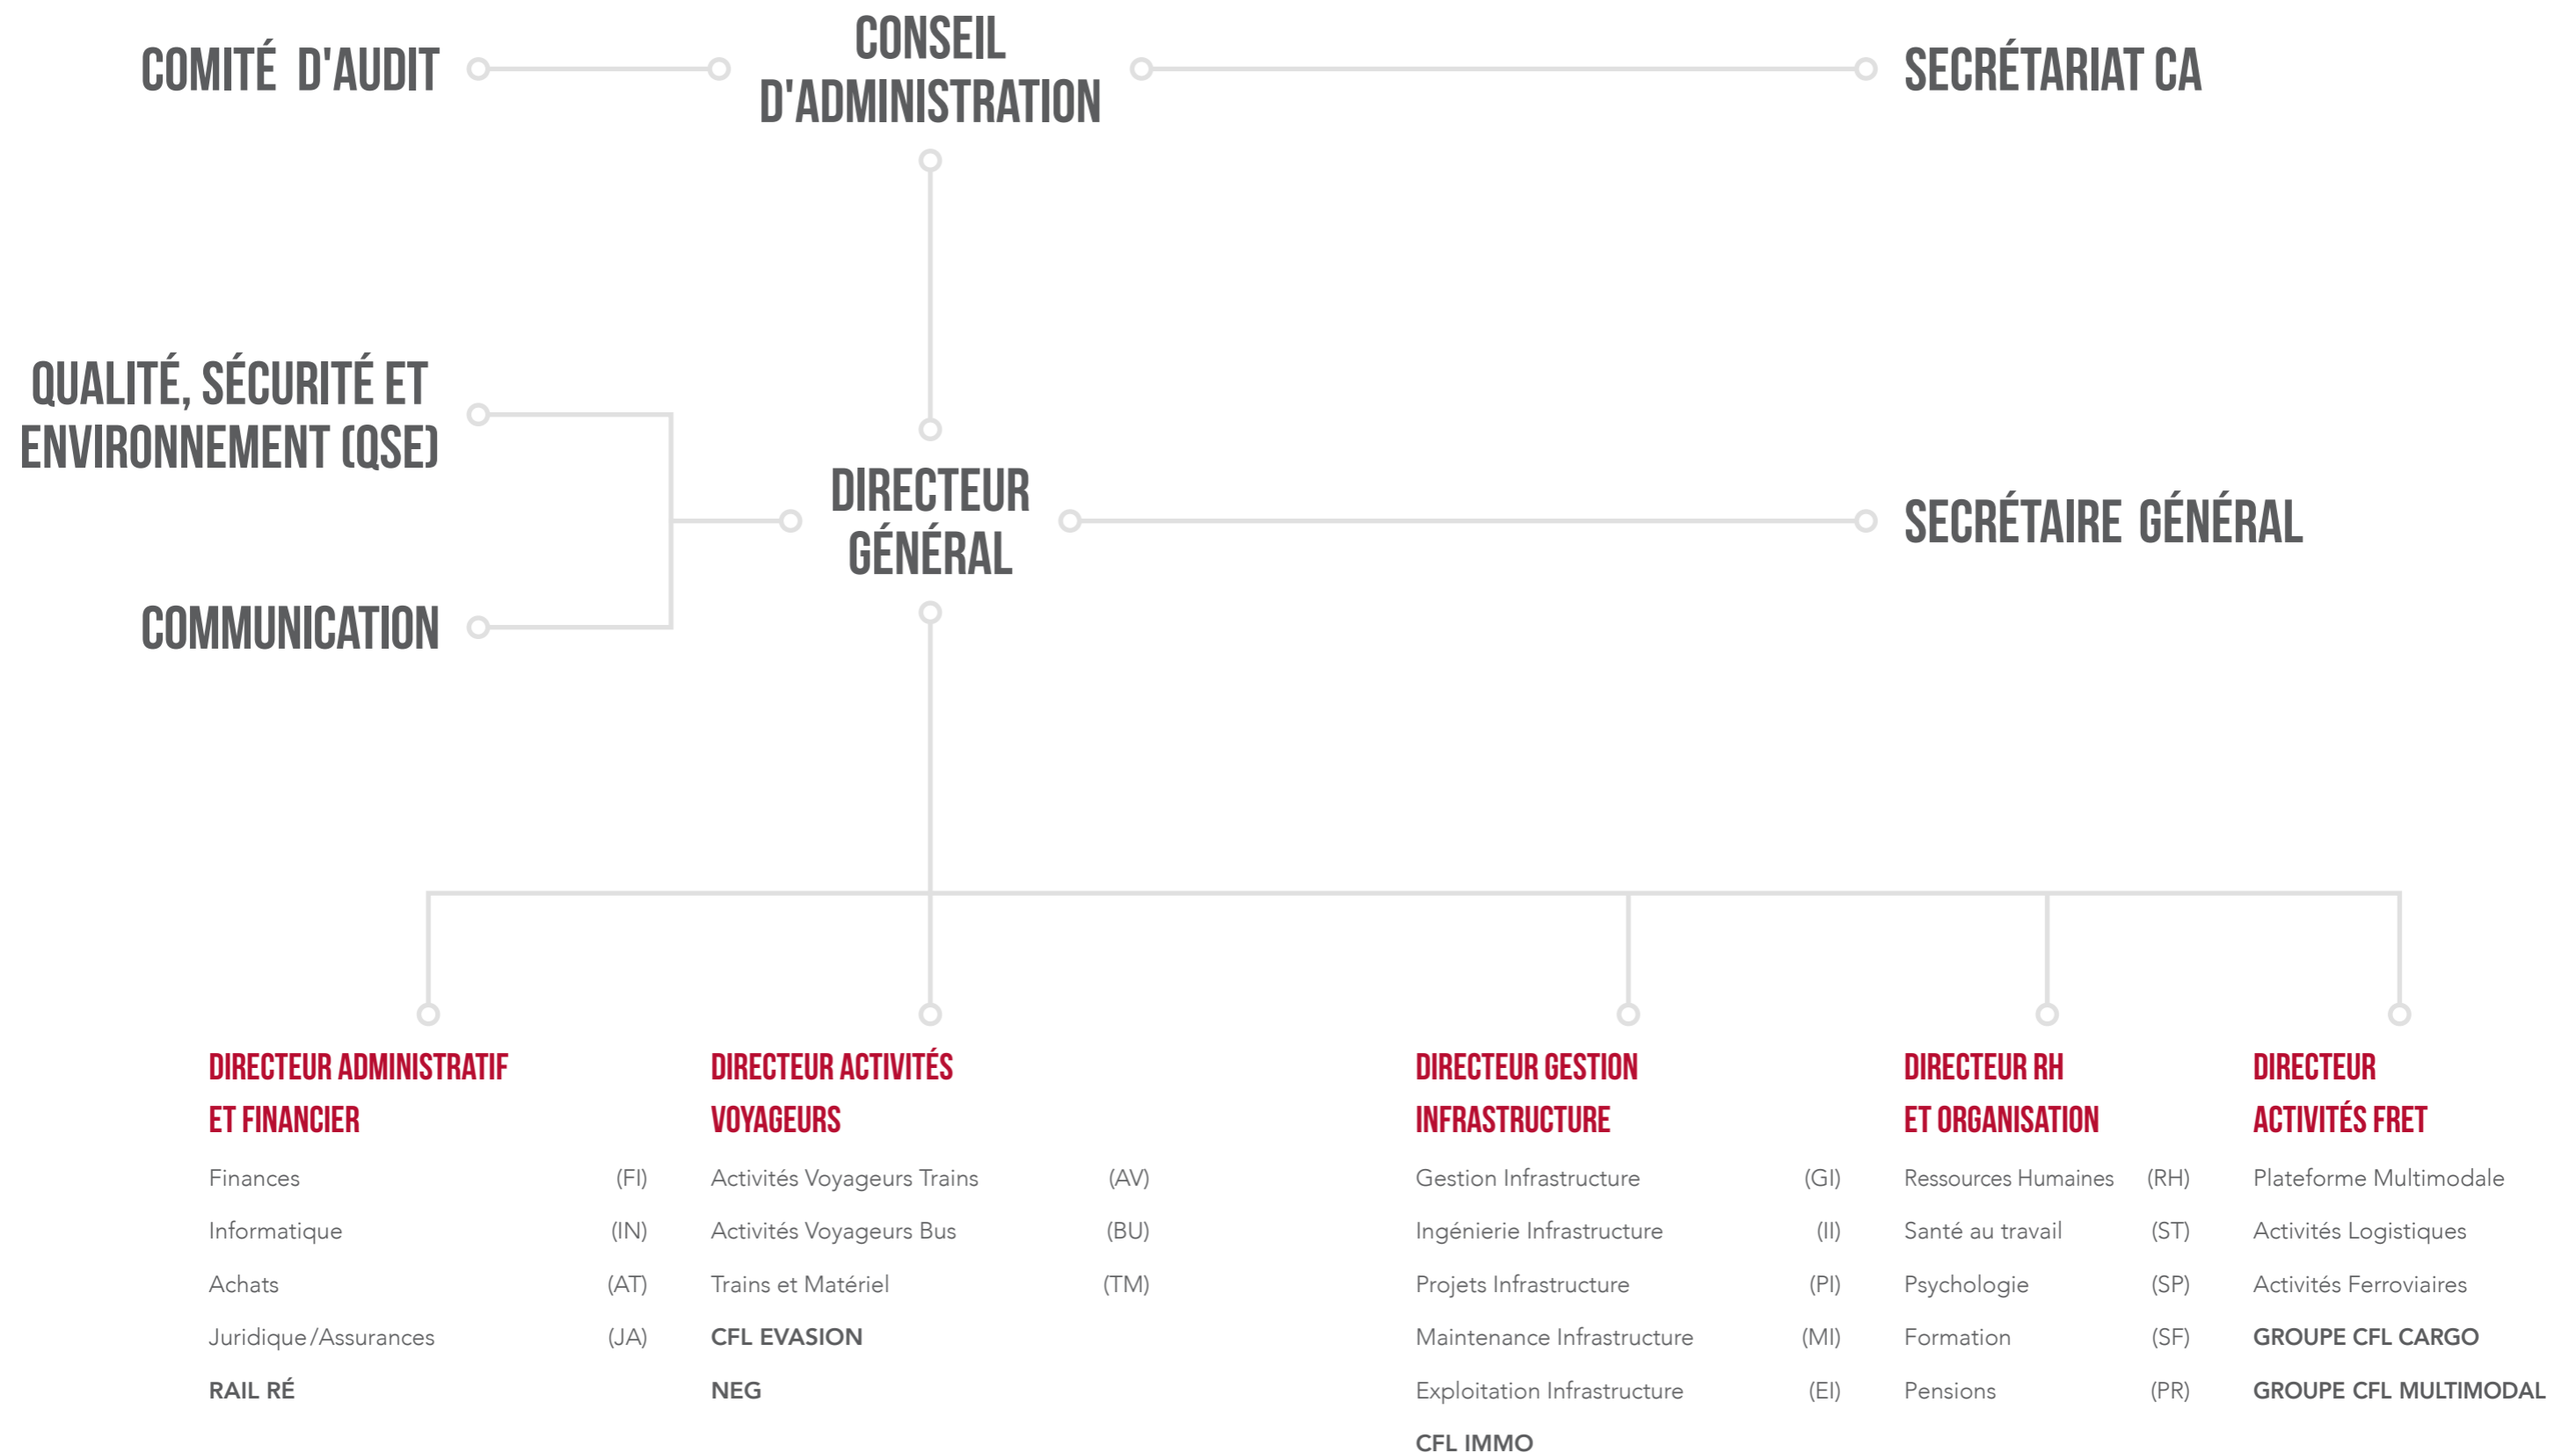 COMITÉ D'AUDIT
CONSEIL
D'ADMINISTRATION
SECRÉTARIAT CA
QUALITÉ, SÉCURITÉ ET
ENVIRONNEMENT (QSE)
DIRECTEUR
GÉNÉRAL
SECRÉTAIRE GÉNÉRAL
COMMUNICATION
DIRECTEUR ADMINISTRATIF
ET FINANCIER
Finances (FI)
Informatique (IN)
Achats (AT)
Juridique/Assurances (JA)
RAIL RÉ
DIRECTEUR ACTIVITÉS
VOYAGEURS
Activités Voyageurs Trains (AV)
Activités Voyageurs Bus (BU)
Trains et Matériel (TM)
CFL EVASION
NEG
DIRECTEUR GESTION
INFRASTRUCTURE
Gestion Infrastructure (GI)
Ingénierie Infrastructure (II)
Projets Infrastructure (PI)
Maintenance Infrastructure (MI)
Exploitation Infrastructure (EI)
CFL IMMO
DIRECTEUR RH
ET ORGANISATION
Ressources Humaines (RH)
Santé au travail (ST)
Psychologie (SP)
Formation (SF)
Pensions (PR)
DIRECTEUR
ACTIVITÉS FRET
Plateforme Multimodale
Activités Logistiques
Activités Ferroviaires
GROUPE CFL CARGO
GROUPE CFL MULTIMODAL